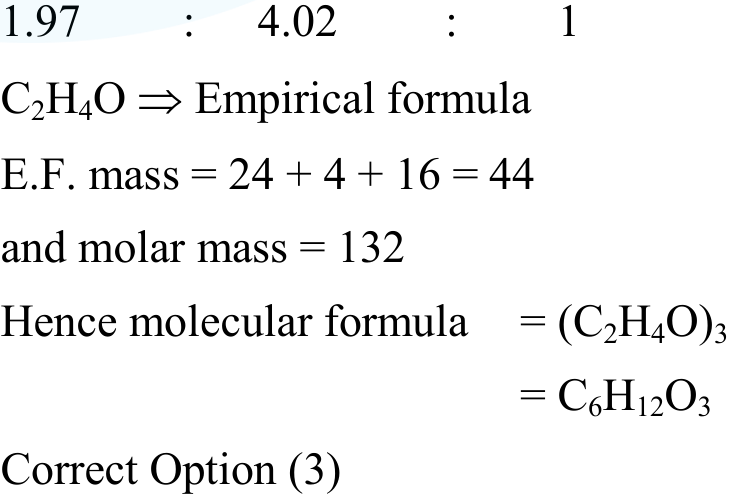 1.97 : 4.02 : 1
C₂H₄O ⇒ Empirical formula
E.F. mass = 24 + 4 + 16 = 44
and molar mass = 132
Hence molecular formula = (C₂H₄O)₃
= C₆H₁₂O₃
Correct Option (3)